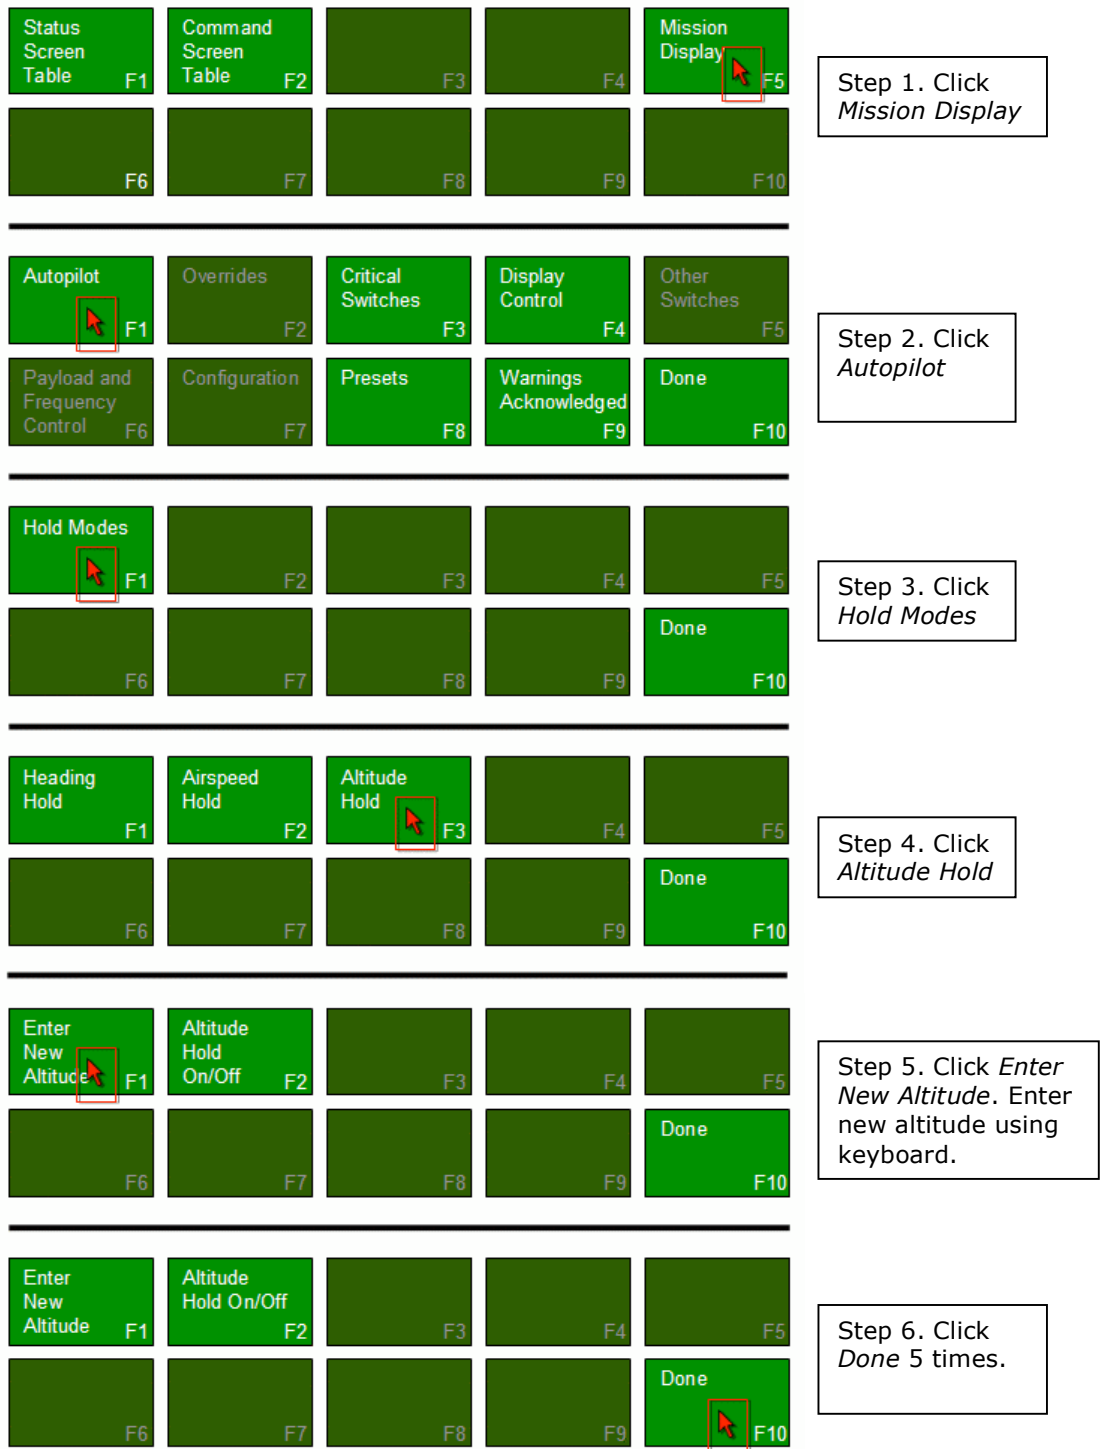 Status
Screen
Table F1
Command
Screen
Table F2
F3
F4
Mission
Display
F5
F6
F7
F8
F9
F10
Step 1. Click
Mission Display
Autopilot
F1
Overrides
F2
Critical
Switches
F3
Display
Control
F4
Other
Switches
F5
Payload and
Frequency
Control F6
Configuration
F7
Presets
F8
Warnings
Acknowledged
F9
Done
F10
Step 2. Click
Autopilot
Hold Modes
F1
F2
F3
F4
F5
F6
F7
F8
F9
Done
F10
Step 3. Click
Hold Modes
Heading
Hold
F1
Airspeed
Hold
F2
Altitude
Hold
F3
F4
F5
F6
F7
F8
F9
Done
F10
Step 4. Click
Altitude Hold
Enter
New
Altitude F1
Altitude
Hold
On/Off F2
F3
F4
F5
F6
F7
F8
F9
Done
F10
Step 5. Click Enter
New Altitude. Enter
new altitude using
keyboard.
Enter
New
Altitude F1
Altitude
Hold On/Off
F2
F3
F4
F5
F6
F7
F8
F9
Done
F10
Step 6. Click
Done 5 times.